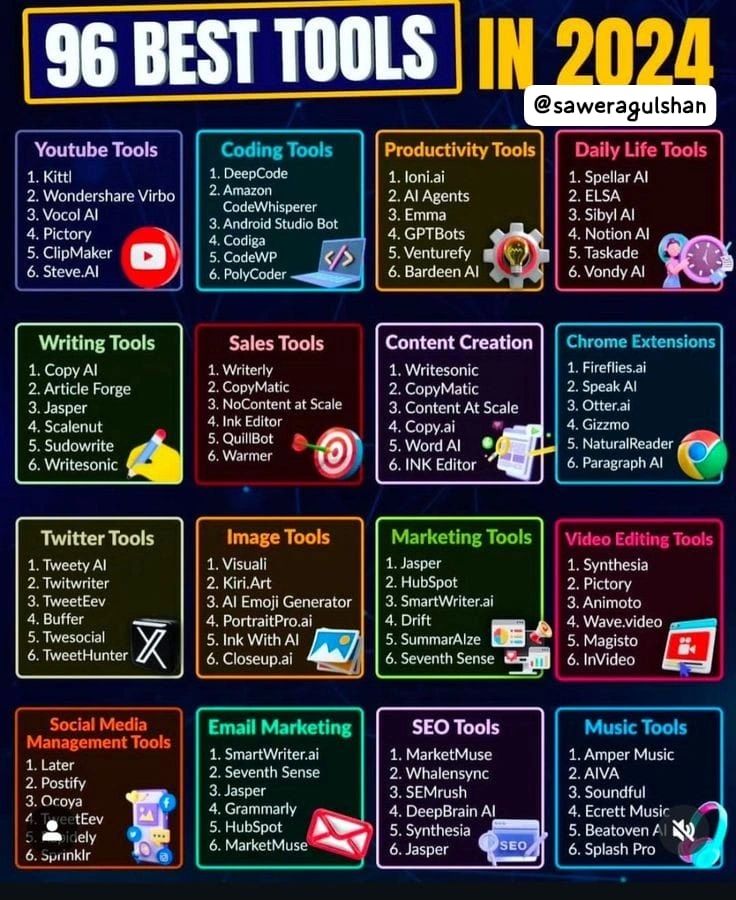 96 BEST TOOLS IN 2024
@saweragulshan
Youtube Tools
1. Kittl
2. Wondershare Virbo
3. Vocol AI
4. Pictory
5. ClipMaker
6. Steve.AI
Coding Tools
1. DeepCode
2. Amazon
CodeWhisperer
3. Android Studio Bot
4. Codiga
5. CodeWP
6. PolyCoder
Productivity Tools
1. Ioni.ai
2. AI Agents
3. Emma
4. GPTBots
5. Venturefy
6. Bardeen AI
Daily Life Tools
1. Spellar AI
2. ELSA
3. Sibyl AI
4. Notion AI
5. Taskade
6. Vondy AI
Writing Tools
1. Copy AI
2. Article Forge
3. Jasper
4. Scalenut
5. Sudowrite
6. Writesonic
Sales Tools
1. Writerly
2. CopyMatic
3. NoContent at Scale
4. Ink Editor
5. QuillBot
6. Warmer
Content Creation
1. Writesonic
2. CopyMatic
3. Content At Scale
4. Copy.ai
5. Word AI
6. INK Editor
Chrome Extensions
1. Fireflies.ai
2. Speak AI
3. Otter.ai
4. Gizzmo
5. NaturalReader
6. Paragraph AI
Twitter Tools
1. Tweety AI
2. Twitwriter
3. TweetEev
4. Buffer
5. Twesocial
6. TweetHunter
Image Tools
1. Visuali
2. Kiri.Art
3. AI Emoji Generator
4. PortraitPro.ai
5. Ink With AI
6. Closeup.ai
Marketing Tools
1. Jasper
2. HubSpot
3. SmartWriter.ai
4. Drift
5. SummarAIze
6. Seventh Sense
Video Editing Tools
1. Synthesia
2. Pictory
3. Animoto
4. Wave.video
5. Magisto
6. InVideo
Social Media
Management Tools
1. Later
2. Postify
3. Ocoya
4. TweetEev
5.
6. Sprinklr
Email Marketing
1. SmartWriter.ai
2. Seventh Sense
3. Jasper
4. Grammarly
5. HubSpot
6. MarketMuse
SEO Tools
1. MarketMuse
2. Whalensync
3. SEMrush
4. DeepBrain AI
5. Synthesia
6. Jasper
SEO
Music Tools
1. Amper Music
2. AIVA
3. Soundful
4. Ecrett Music
5. Beatoven AI
6. Splash Pro